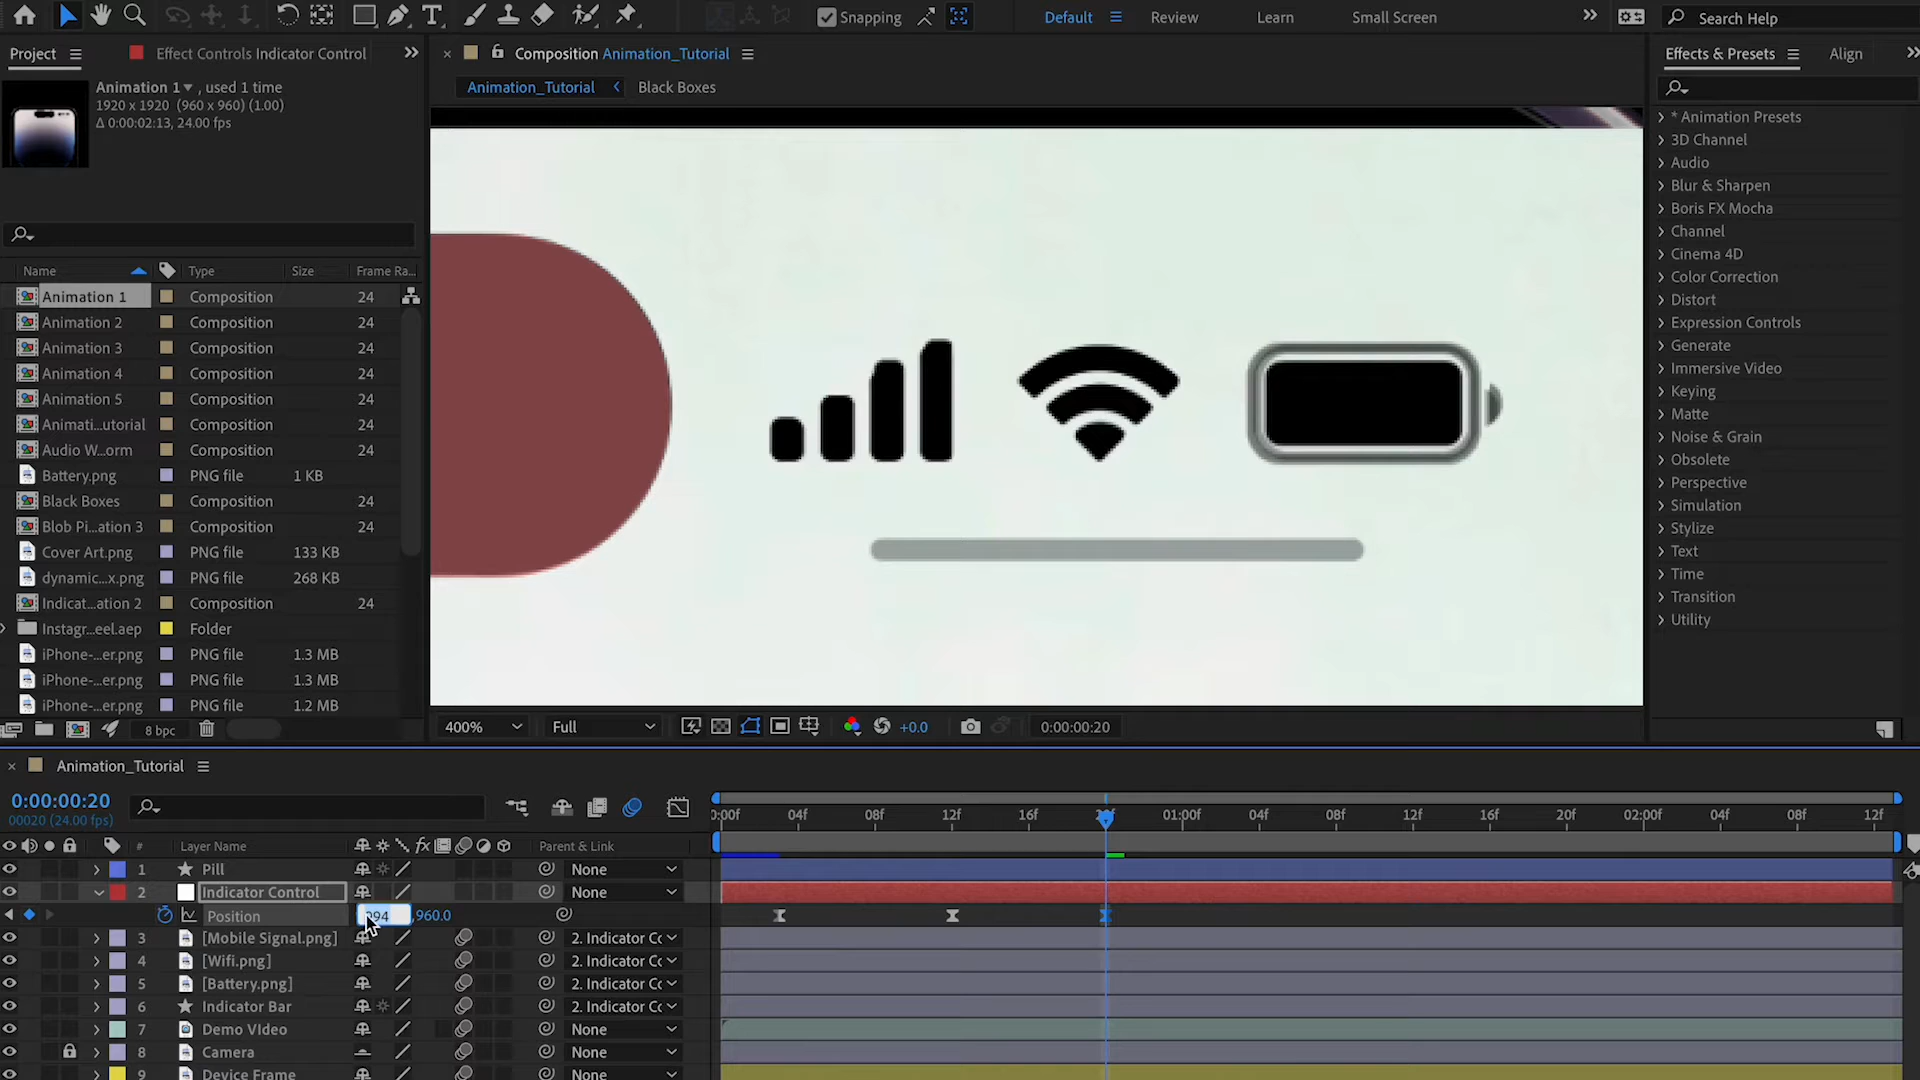 Snapping
Default
Review
Learn
Small Screen
Search Help
Project
Effect Controls Indicator Control
Composition Animation_Tutorial
Effects & Presets
Align
Animation 1 , used 1 time
1920 x 1920 (960 x 960) (1.00)
Δ 0:00:02:13, 24.00 fps
Animation_Tutorial
Black Boxes
Name Type Size Frame Ra...
Animation 1 Composition 24
Animation 2 Composition 24
Animation 3 Composition 24
Animation 4 Composition 24
Animation 5 Composition 24
Animati...utorial Composition 24
Audio W...orm Composition 24
Battery.png PNG file 1 KB
Black Boxes Composition 24
Blob Pi...ation 3 Composition 24
Cover Art.png PNG file 133 KB
dynamic...x.png PNG file 268 KB
Indicat...ation 2 Composition 24
Instagr...eel.aep Folder
iPhone-...er.png PNG file 1.3 MB
iPhone-...er.png PNG file 1.3 MB
iPhone-...er.png PNG file 1.2 MB
8 bpc
* Animation Presets
3D Channel
Audio
Blur & Sharpen
Boris FX Mocha
Channel
Cinema 4D
Color Correction
Distort
Expression Controls
Generate
Immersive Video
Keying
Matte
Noise & Grain
Obsolete
Perspective
Simulation
Stylize
Text
Time
Transition
Utility
400% Full +0.0 0:00:00:20
Animation_Tutorial
0:00:00:20
00020 (24.00 fps)
:00f 04f 08f 12f 16f 01:00f 04f 08f 12f 16f 02:00f 04f 08f 12f
# Layer Name fx Parent & Link
1 Pill None
2 Indicator Control None
Position ,960.0
3 [Mobile Signal.png] 2. Indicator Cc
4 [Wifi.png] 2. Indicator Cc
5 [Battery.png] 2. Indicator Cc
6 Indicator Bar 2. Indicator Cc
7 Demo VIdeo None
8 Camera None
9 Device Frame None